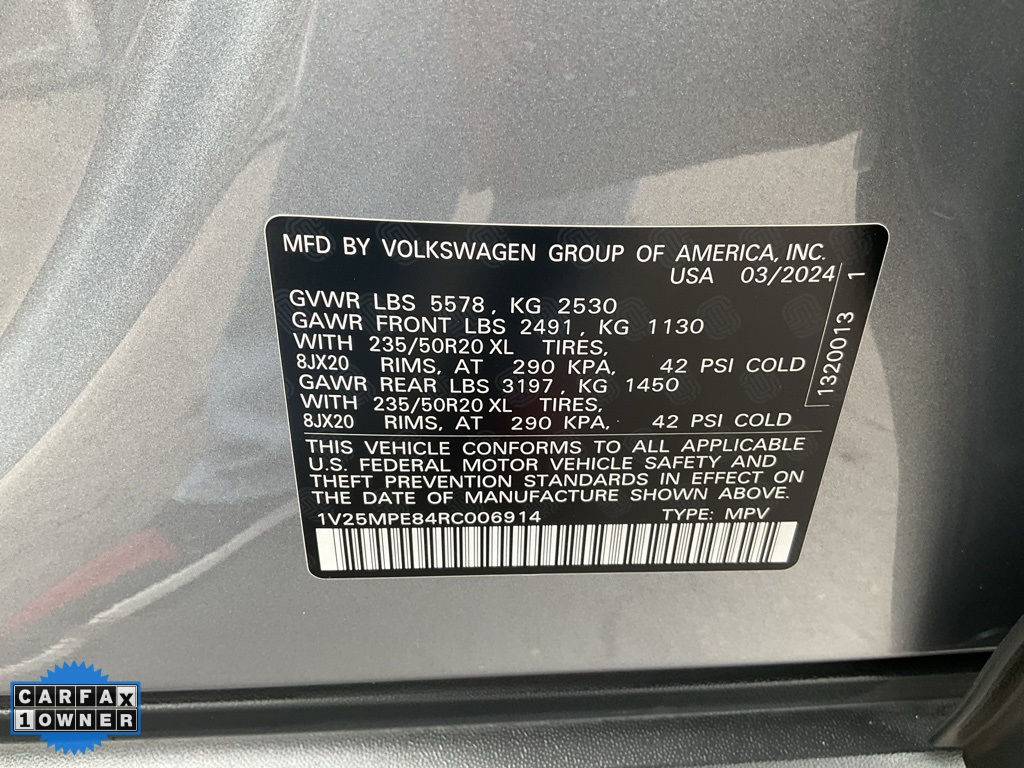 MFD BY VOLKSWAGEN GROUP OF AMERICA, INC.
USA 03/2024
GVWR LBS 5578, KG 2530
GAWR FRONT LBS 2491, KG 1130
WITH 235/50R20 XL TIRES,
8JX20 RIMS, AT 290 KPA, 42 PSI COLD
GAWR REAR LBS 3197, KG 1450
WITH 235/50R20 XL TIRES,
8JX20 RIMS, AT 290 KPA, 42 PSI COLD
1320013 1
THIS VEHICLE CONFORMS TO ALL APPLICABLE
U.S. FEDERAL MOTOR VEHICLE SAFETY AND
THEFT PREVENTION STANDARDS IN EFFECT ON
THE DATE OF MANUFACTURE SHOWN ABOVE.
1V25MPE84RC006914 TYPE: MPV
CARFAX
1 OWNER